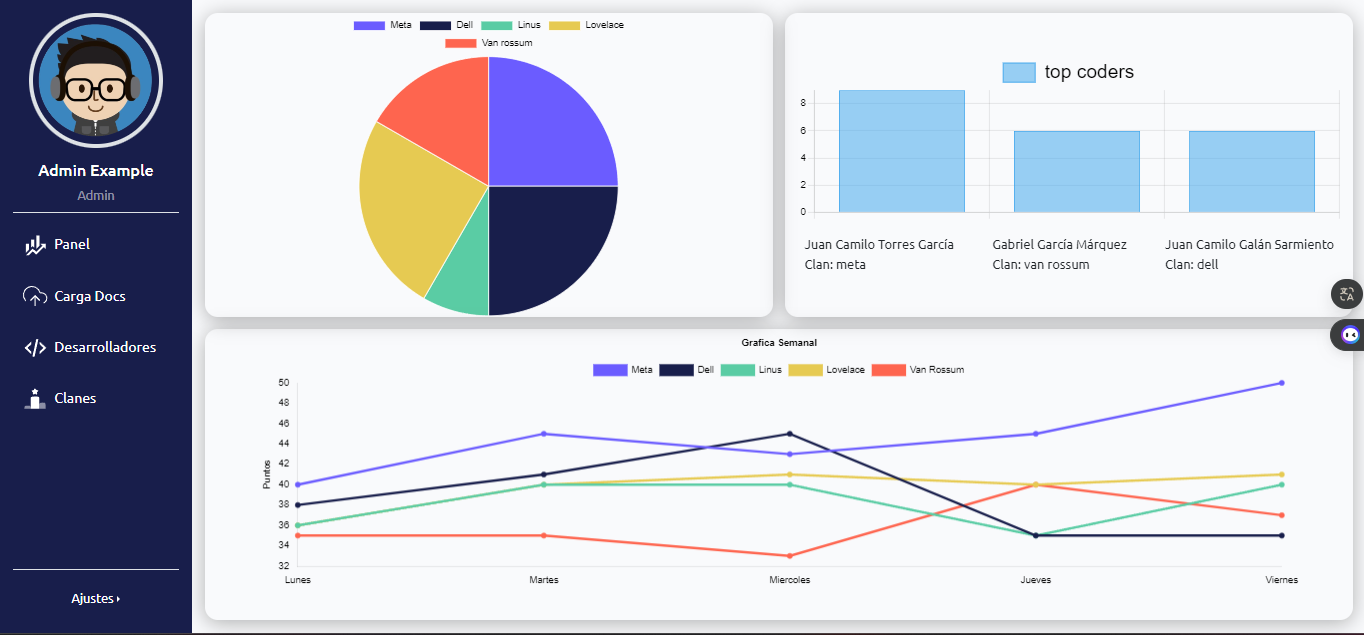 Admin Example
Admin
Panel
Carga Docs
Desarrolladores
Clanes
Ajustes
Meta Dell Linus Lovelace
Van rossum
top coders
8
6
4
2
0
Juan Camilo Torres García
Clan: meta
Gabriel García Márquez
Clan: van rossum
Juan Camilo Galán Sarmiento
Clan: dell
Grafica Semanal
Meta Dell Linus Lovelace Van Rossum
Puntos
50
48
46
44
42
40
38
36
34
32
Lunes Martes Miercoles Jueves Viernes